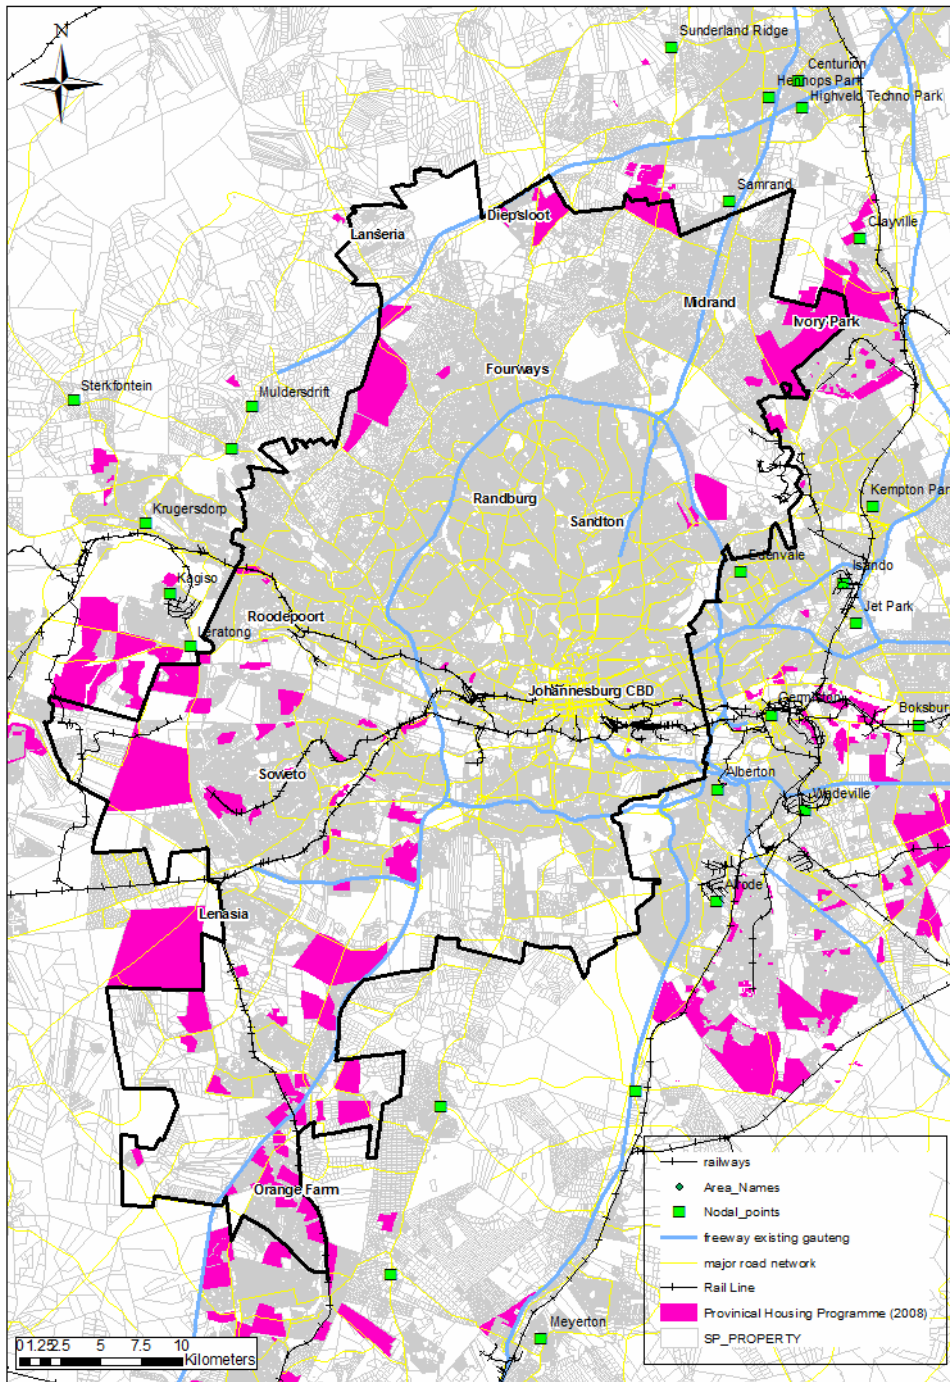 N
Sunderland Ridge
Centurion
Hennops Park
Highveld Techno Park
Samrand
Diepsloot
Lanseria
Clayville
Midrand
Ivory Park
Fourways
Sterkfontein
Muldersdrift
Randburg
Sandton
Kempton Par
Krugersdorp
Edenvale
Isando
Kagiso
Jet Park
Roodepoort
Leratong
Johannesburg CBD
Germiston
Boksbur
Soweto
Alberton
Wadeville
Alrode
Lenasia
Orange Farm
Meyerton
railways
Area_Names
Nodal_points
freeway existing gauteng
major road network
Rail Line
Provinical Housing Programme (2008)
SP_PROPERTY
0 1.25 2.5 5 7.5 10
Kilometers